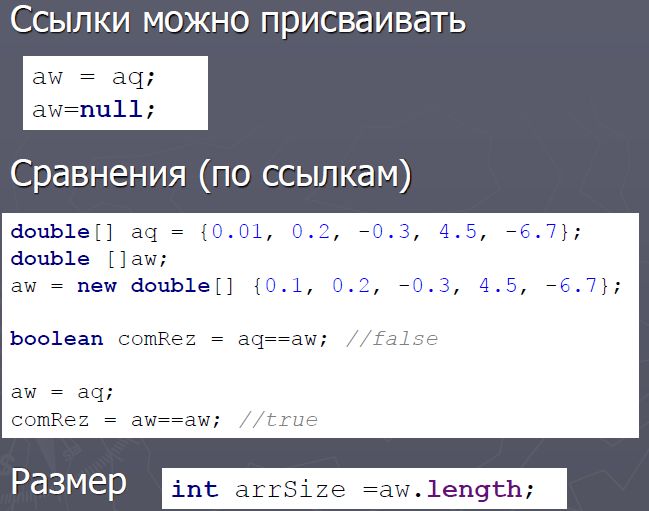 Ссылки можно присваивать
aw = aq;
aw=null;
Сравнения (по ссылкам)
double[] aq = {0.01, 0.2, -0.3, 4.5, -6.7};
double []aw;
aw = new double[] {0.1, 0.2, -0.3, 4.5, -6.7};
boolean comRez = aq==aw; //false
aw = aq;
comRez = aw==aw; //true
Размер int arrSize =aw.length;